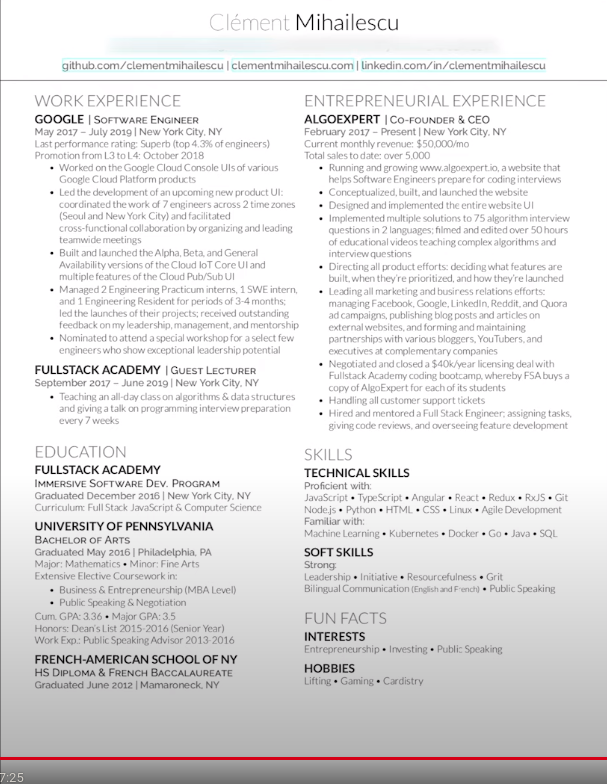 Clément Mihailescu
github.com/clementmihailescu | clementmihailescu.com | linkedin.com/in/clementmihailescu
WORK EXPERIENCE
GOOGLE | SOFTWARE ENGINEER
May 2017 – July 2019 | New York City, NY
Last performance rating: Superb (top 4.3% of engineers)
Promotion from L3 to L4: October 2018
• Worked on the Google Cloud Console UIs of various
Google Cloud Platform products
• Led the development of an upcoming new product UI:
coordinated the work of 7 engineers across 2 time zones
(Seoul and New York City) and facilitated
cross-functional collaboration by organizing and leading
teamwide meetings
• Built and launched the Alpha, Beta, and General
Availability versions of the Cloud IoT Core UI and
multiple features of the Cloud Pub/Sub UI
• Managed 2 Engineering Practicum interns, 1 SWE intern,
and 1 Engineering Resident for periods of 3-4 months;
led the launches of their projects; received outstanding
feedback on my leadership, management, and mentorship
• Nominated to attend a special workshop for a select few
engineers who show exceptional leadership potential
FULLSTACK ACADEMY | GUEST LECTURER
September 2017 – June 2019 | New York City, NY
• Teaching an all-day class on algorithms & data structures
and giving a talk on programming interview preparation
every 7 weeks
EDUCATION
FULLSTACK ACADEMY
IMMERSIVE SOFTWARE DEV. PROGRAM
Graduated December 2016 | New York City, NY
Curriculum: Full Stack JavaScript & Computer Science
UNIVERSITY OF PENNSYLVANIA
BACHELOR OF ARTS
Graduated May 2016 | Philadelphia, PA
Major: Mathematics • Minor: Fine Arts
Extensive Elective Coursework in:
• Business & Entrepreneurship (MBA Level)
• Public Speaking & Negotiation
Cum. GPA: 3.36 • Major GPA: 3.5
Honors: Dean's List 2015-2016 (Senior Year)
Work Exp.: Public Speaking Advisor 2013-2016
FRENCH-AMERICAN SCHOOL OF NY
HS DIPLOMA & FRENCH BACCALAUREATE
Graduated June 2012 | Mamaroneck, NY
ENTREPRENEURIAL EXPERIENCE
ALGOEXPERT | CO-FOUNDER & CEO
February 2017 – Present | New York City, NY
Current monthly revenue: $50,000/mo
Total sales to date: over 5,000
• Running and growing www.algoexpert.io, a website that
helps Software Engineers prepare for coding interviews
• Conceptualized, built, and launched the website
• Designed and implemented the entire website UI
• Implemented multiple solutions to 75 algorithm interview
questions in 2 languages; filmed and edited over 50 hours
of educational videos teaching complex algorithms and
interview questions
• Directing all product efforts: deciding what features are
built, when they're prioritized, and how they're launched
• Leading all marketing and business relations efforts:
managing Facebook, Google, LinkedIn, Reddit, and Quora
ad campaigns, publishing blog posts and articles on
external websites, and forming and maintaining
partnerships with various bloggers, YouTubers, and
executives at complementary companies
• Negotiated and closed a $40k/year licensing deal with
Fullstack Academy coding bootcamp, whereby FSA buys a
copy of AlgoExpert for each of its students
• Handling all customer support tickets
• Hired and mentored a Full Stack Engineer; assigning tasks,
giving code reviews, and overseeing feature development
SKILLS
TECHNICAL SKILLS
Proficient with:
JavaScript • TypeScript • Angular • React • Redux • RxJS • Git
Node.js • Python • HTML • CSS • Linux • Agile Development
Familiar with:
Machine Learning • Kubernetes • Docker • Go • Java • SQL
SOFT SKILLS
Strong:
Leadership • Initiative • Resourcefulness • Grit
Bilingual Communication (English and French) • Public Speaking
FUN FACTS
INTERESTS
Entrepreneurship • Investing • Public Speaking
HOBBIES
Lifting • Gaming • Cardistry
7:25